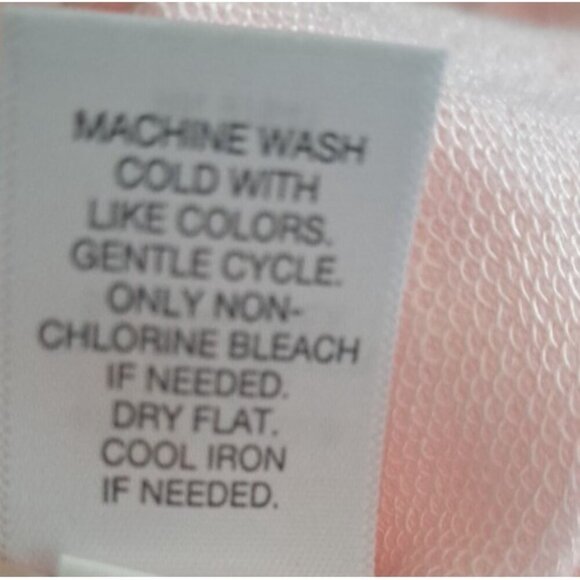 MACHINE WASH
COLD WITH
LIKE COLORS.
GENTLE CYCLE.
ONLY NON-
CHLORINE BLEACH
IF NEEDED.
DRY FLAT.
COOL IRON
IF NEEDED.